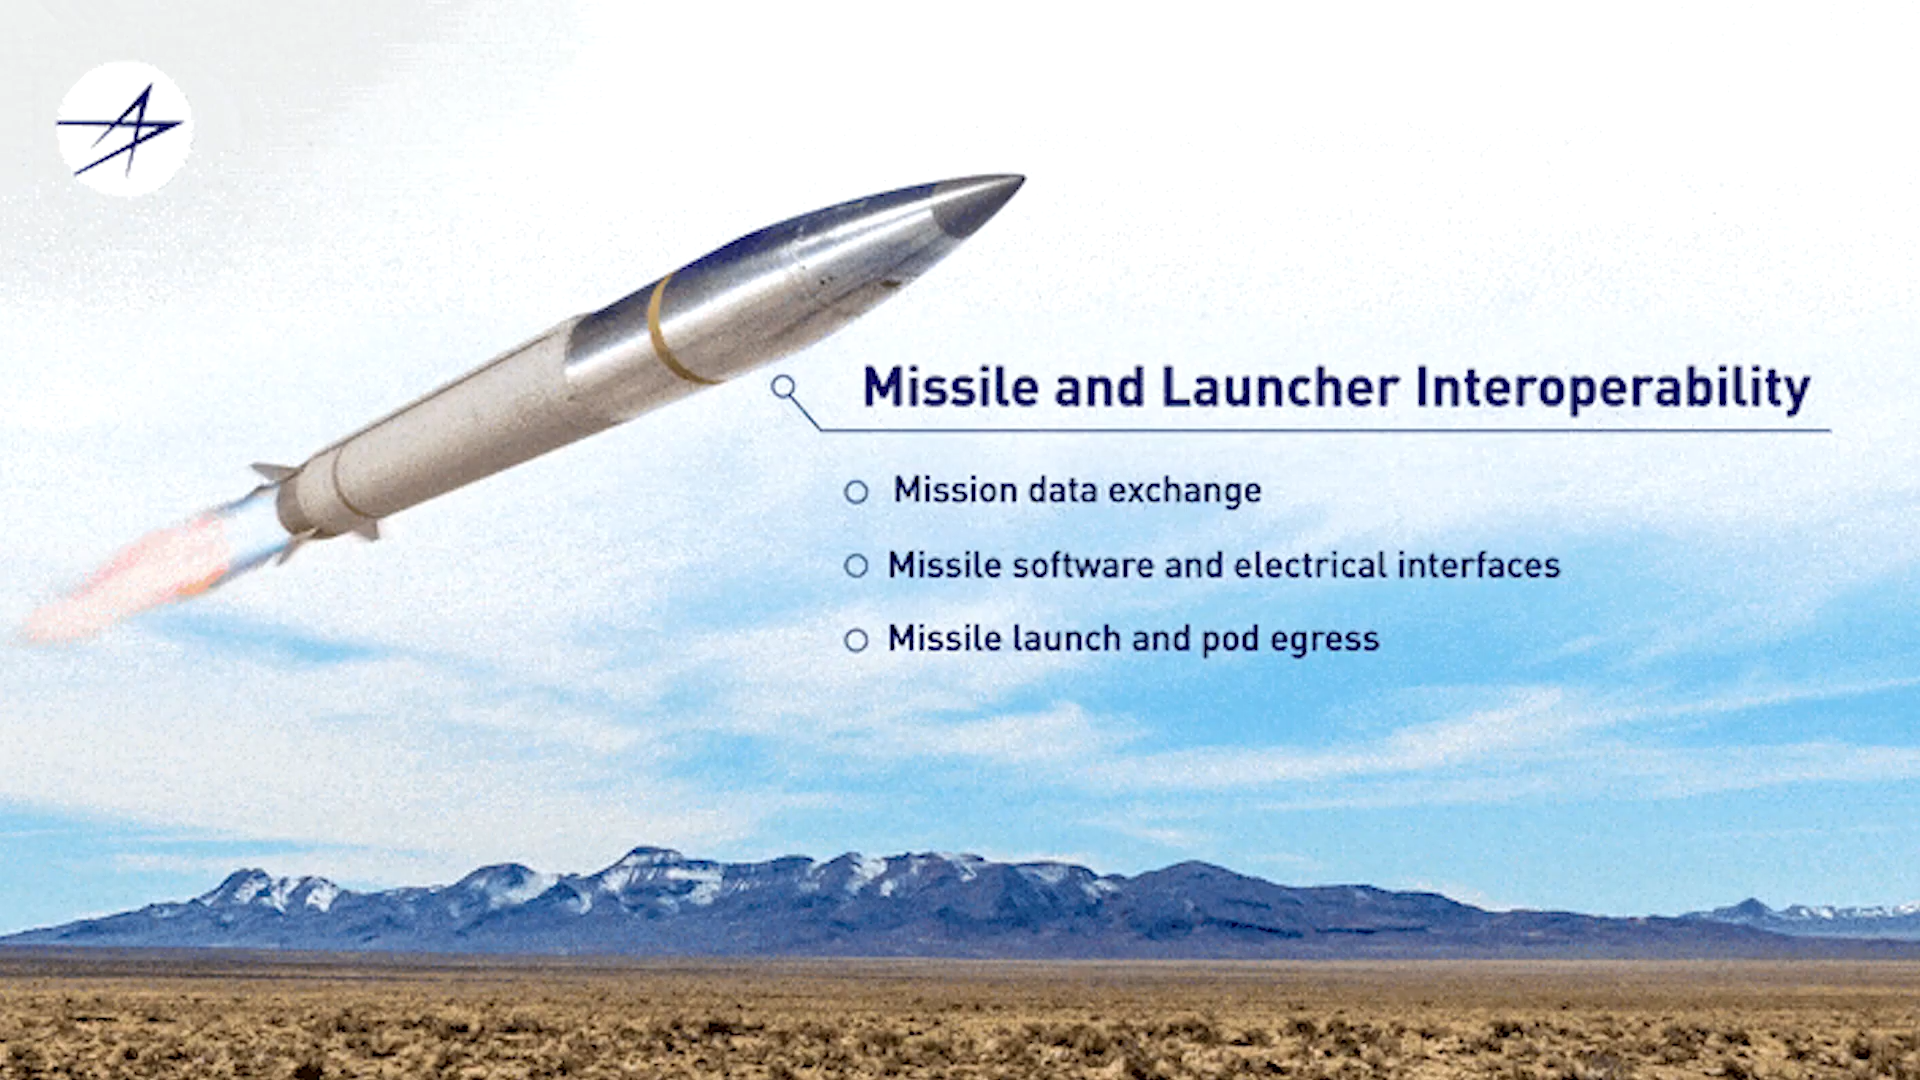 Missile and Launcher Interoperability
Mission data exchange
Missile software and electrical interfaces
Missile launch and pod egress